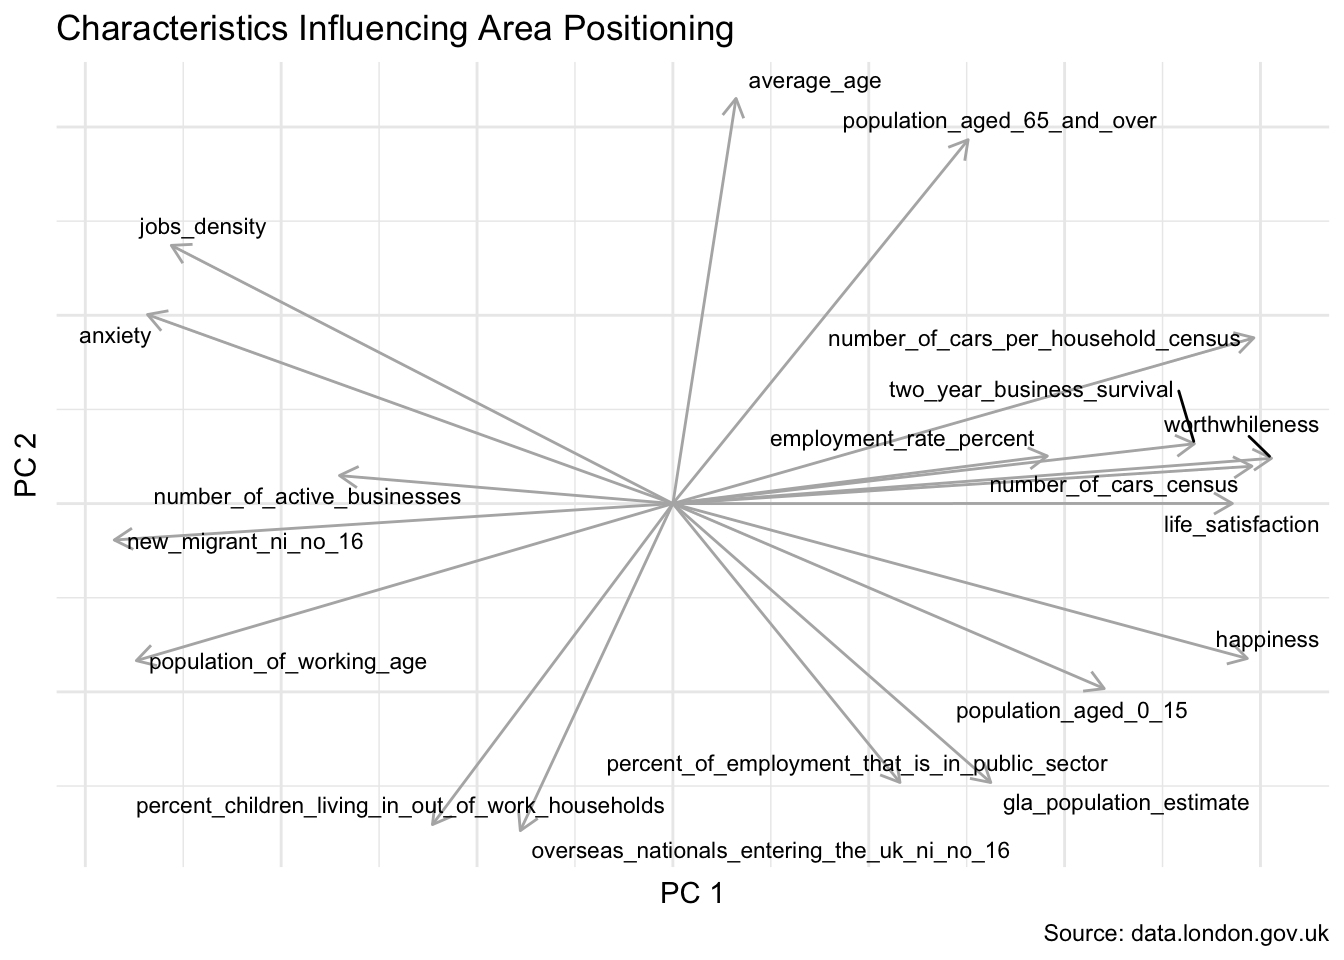 Characteristics Influencing Area Positioning
average_age
population_aged_65_and_over
jobs_density
anxiety
number_of_cars_per_household_census
two_year_business_survival
worthwhileness
employment_rate_percent
number_of_cars_census
number_of_active_businesses
life_satisfaction
new_migrant_ni_no_16
happiness
population_of_working_age
population_aged_0_15
percent_of_employment_that_is_in_public_sector
gla_population_estimate
percent_children_living_in_out_of_work_households
overseas_nationals_entering_the_uk_ni_no_16
PC 2
PC 1
Source: data.london.gov.uk